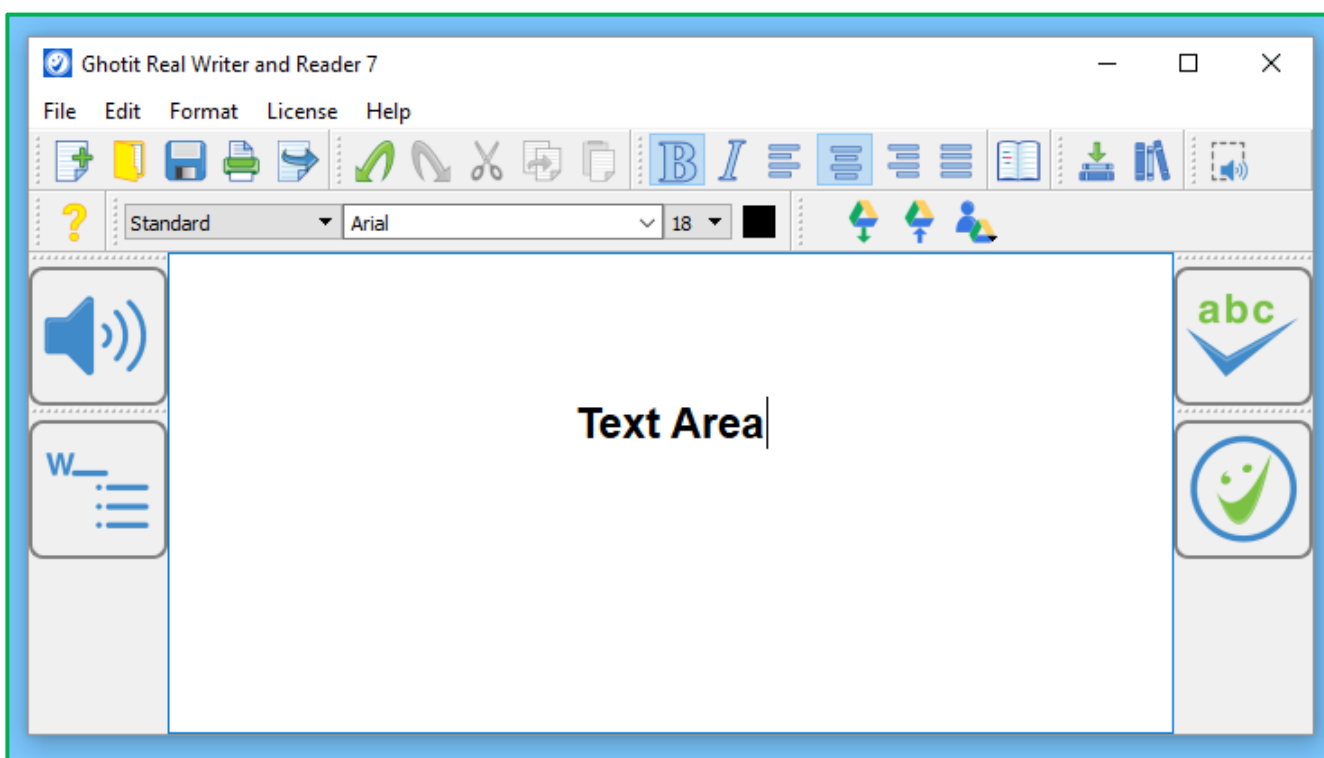 Ghotit Real Writer and Reader 7
File Edit Format License Help
B I
Standard Arial 18
abc
Text Area
W